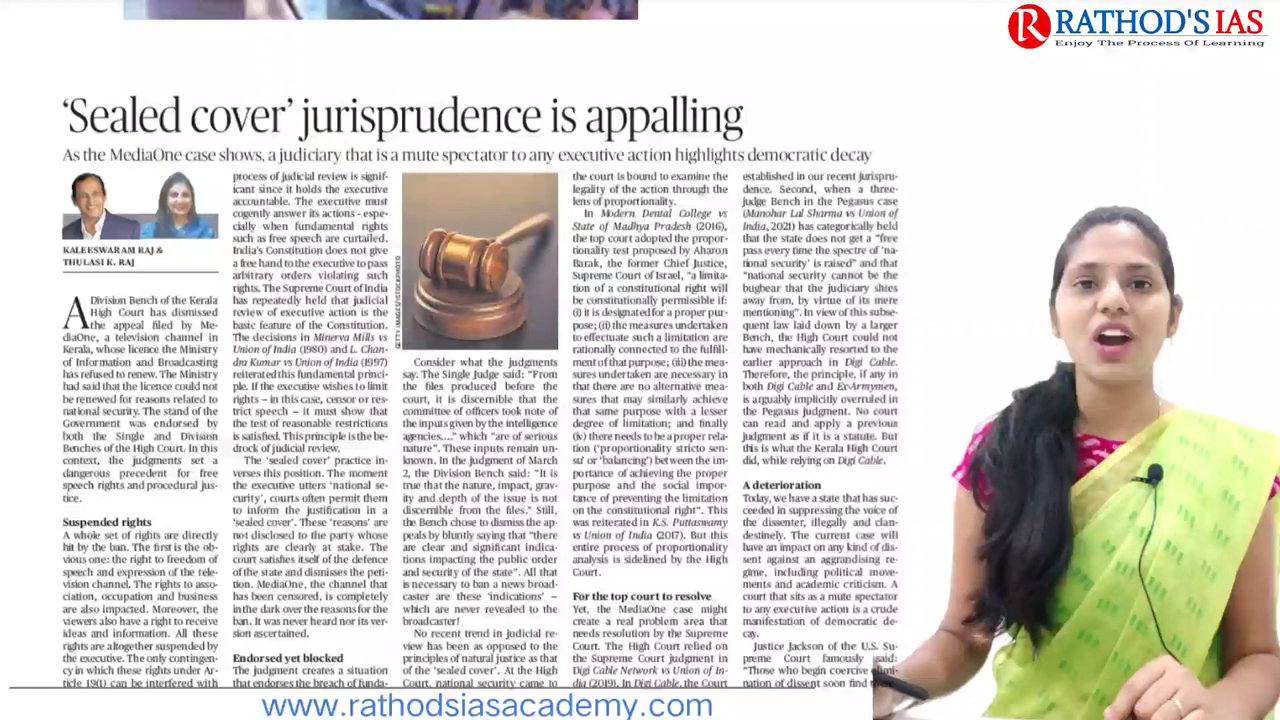 RATHOD'S IAS
Enjoy The Process Of Learning
‘Sealed cover’ jurisprudence is appalling
As the MediaOne case shows, a judiciary that is a mute spectator to any executive action highlights democratic decay
KALEESWARAM RAJ &
THULASI K. RAJ
A Division Bench of the Kerala
High Court has dismissed
the appeal filed by Me-
diaOne, a television channel in
Kerala, whose licence the Ministry
of Information and Broadcasting
has refused to renew. The Ministry
had said that the licence could not
be renewed for reasons related to
national security. The stand of the
Government was endorsed by
both the Single and Division
Benches of the High Court. In this
context, the judgments set a
dangerous precedent for free
speech rights and procedural jus-
tice.
Suspended rights
A whole set of rights are directly
hit by the ban. The first is the ob-
vious one: the right to freedom of
speech and expression of the tele-
vision channel. The rights to asso-
ciation, occupation and business
are also impacted. Moreover, the
viewers also have a right to receive
ideas and information. All these
rights are altogether suspended by
the executive. The only contingen-
cy in which these rights under Ar-
ticle 19(1) can be interfered with
process of judicial review is signif-
icant since it holds the executive
accountable. The executive must
cogently answer its actions - espe-
cially when fundamental rights
such as free speech are curtailed.
India's Constitution does not give
a free hand to the executive to pass
arbitrary orders violating such
rights. The Supreme Court of India
has repeatedly held that judicial
review of executive action is the
basic feature of the Constitution.
The decisions in Minerva Mills vs
Union of India (1980) and L. Chan-
dra Kumar vs Union of India (1997)
reiterated this fundamental princi-
ple. If the executive wishes to limit
rights – in this case, censor or res-
trict speech – it must show that
the test of reasonable restrictions
is satisfied. This principle is the be-
drock of judicial review.
The ‘sealed cover’ practice in-
verses this position. The moment
the executive utters ‘national se-
curity’, courts often permit them
to inform the justification in a
‘sealed cover’. These ‘reasons’ are
not disclosed to the party whose
rights are clearly at stake. The
court satisfies itself of the defence
of the state and dismisses the peti-
tion. MediaOne, the channel that
has been censored, is completely
in the dark over the reasons for the
ban. It was never heard nor its ver-
sion ascertained.
Endorsed yet blocked
The judgment creates a situation
that endorses the breach of funda-
GETTY IMAGES/ISTOCKPHOTO
Consider what the judgments
say. The Single Judge said: “From
the files produced before the
court, it is discernible that the
committee of officers took note of
the inputs given by the intelligence
agencies....” which “are of serious
nature”. These inputs remain un-
known. In the judgment of March
2, the Division Bench said: “It is
true that the nature, impact, grav-
ity and depth of the issue is not
discernible from the files.” Still,
the Bench chose to dismiss the ap-
peals by bluntly saying that “there
are clear and significant indica-
tions impacting the public order
and security of the state”. All that
is necessary to ban a news broad-
caster are these ‘indications’ –
which are never revealed to the
broadcaster!
No recent trend in judicial re-
view has been as opposed to the
principles of natural justice as that
of the ‘sealed cover’. At the High
Court, national security came to
the court is bound to examine the
legality of the action through the
lens of proportionality.
In Modern Dental College vs
State of Madhya Pradesh (2016),
the top court adopted the propor-
tionality test proposed by Aharon
Barak, the former Chief Justice,
Supreme Court of Israel, “a limita-
tion of a constitutional right will
be constitutionally permissible if:
(i) it is designated for a proper pur-
pose; (ii) the measures undertaken
to effectuate such a limitation are
rationally connected to the fulfill-
ment of that purpose; (iii) the mea-
sures undertaken are necessary in
that there are no alternative mea-
sures that may similarly achieve
that same purpose with a lesser
degree of limitation; and finally
(iv) there needs to be a proper rela-
tion (‘proportionality stricto sen-
su’ or ‘balancing’) between the im-
portance of achieving the proper
purpose and the social impor-
tance of preventing the limitation
on the constitutional right”. This
was reiterated in K.S. Puttaswamy
vs Union of India (2017). But this
entire process of proportionality
analysis is sidelined by the High
Court.
For the top court to resolve
Yet, the MediaOne case might
create a real problem area that
needs resolution by the Supreme
Court. The High Court relied on
the Supreme Court judgment in
Digi Cable Network vs Union of In-
dia (2019). In Digi Cable, the Court
established in our recent jurispru-
dence. Second, when a three-
judge Bench in the Pegasus case
(Manohar Lal Sharma vs Union of
India, 2021) has categorically held
that the state does not get a “free
pass every time the spectre of ‘na-
tional security’ is raised” and that
“national security cannot be the
bugbear that the judiciary shies
away from, by virtue of its mere
mentioning”. In view of this subse-
quent law laid down by a larger
Bench, the High Court could not
have mechanically resorted to the
earlier approach in Digi Cable.
Therefore, the principle, if any in
both Digi Cable and Ex-Armymen,
is arguably implicitly overruled in
the Pegasus judgment. No court
can read and apply a previous
judgment as if it is a statute. But
this is what the Kerala High Court
did, while relying on Digi Cable.
A deterioration
Today, we have a state that has suc-
ceeded in suppressing the voice of
the dissenter, illegally and clan-
destinely. The current case will
have an impact on any kind of dis-
sent against an aggrandising re-
gime, including political move-
ments and academic criticism. A
court that sits as a mute spectator
to any executive action is a crude
manifestation of democratic de-
cay.
Justice Jackson of the U.S. Su-
preme Court famously said:
“Those who begin coercive elimi-
nation of dissent soon find
www.rathodsiasacademy.com